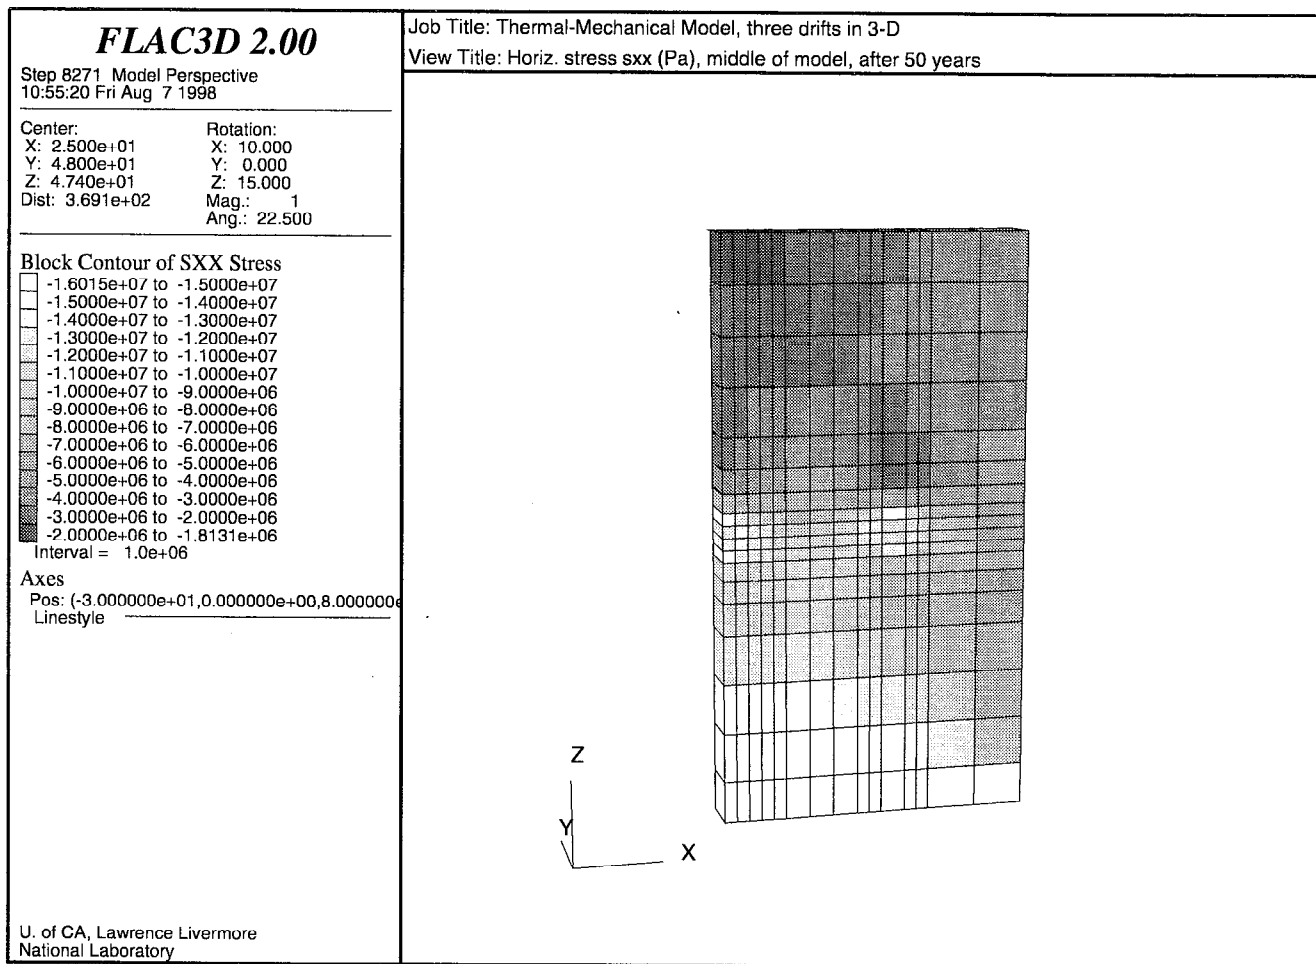 FLAC3D 2.00
Step 8271 Model Perspective
10:55:20 Fri Aug 7 1998
Center: Rotation:
X: 2.500e+01 X: 10.000
Y: 4.800e+01 Y: 0.000
Z: 4.740e+01 Z: 15.000
Dist: 3.691e+02 Mag.: 1
Ang.: 22.500
Block Contour of SXX Stress
-1.6015e+07 to -1.5000e+07
-1.5000e+07 to -1.4000e+07
-1.4000e+07 to -1.3000e+07
-1.3000e+07 to -1.2000e+07
-1.2000e+07 to -1.1000e+07
-1.1000e+07 to -1.0000e+07
-1.0000e+07 to -9.0000e+06
-9.0000e+06 to -8.0000e+06
-8.0000e+06 to -7.0000e+06
-7.0000e+06 to -6.0000e+06
-6.0000e+06 to -5.0000e+06
-5.0000e+06 to -4.0000e+06
-4.0000e+06 to -3.0000e+06
-3.0000e+06 to -2.0000e+06
-2.0000e+06 to -1.8131e+06
Interval = 1.0e+06
Axes
Pos: (-3.000000e+01,0.000000e+00,8.000000e
Linestyle
U. of CA, Lawrence Livermore
National Laboratory
Job Title: Thermal-Mechanical Model, three drifts in 3-D
View Title: Horiz. stress sxx (Pa), middle of model, after 50 years
Z
Y
X